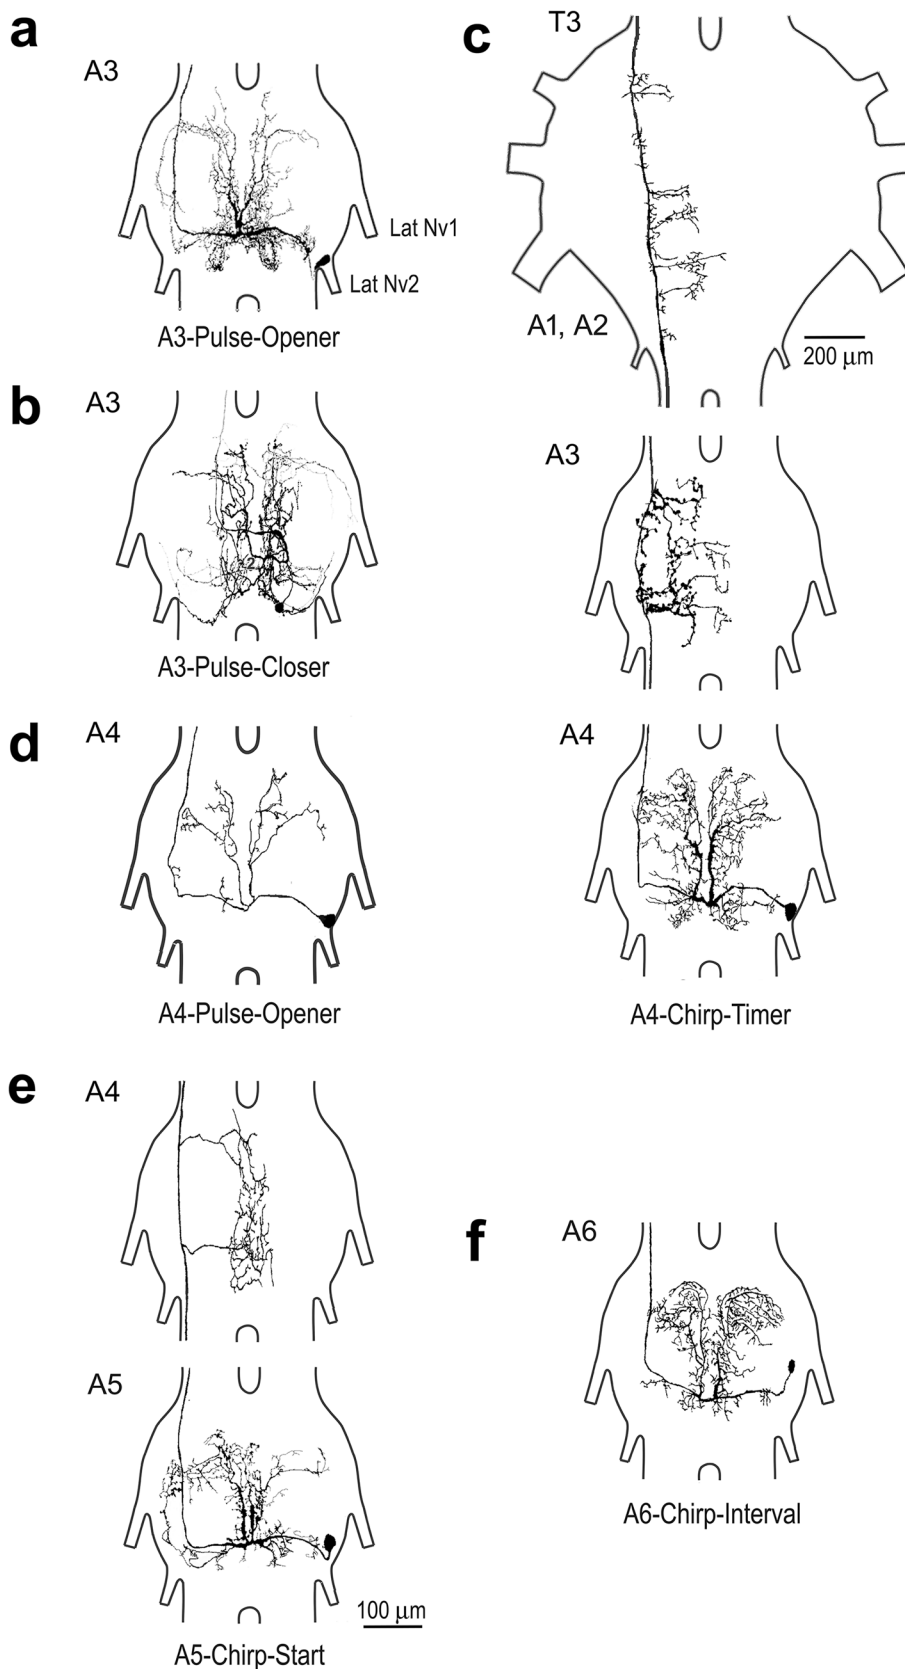 a
A3
Lat Nv1
Lat Nv2
A3-Pulse-Opener
b
A3
A3-Pulse-Closer
c
T3
A1, A2
200 μm
A3
A4
A4-Chirp-Timer
d
A4
A4-Pulse-Opener
e
A4
A5
100 μm
A5-Chirp-Start
f
A6
A6-Chirp-Interval